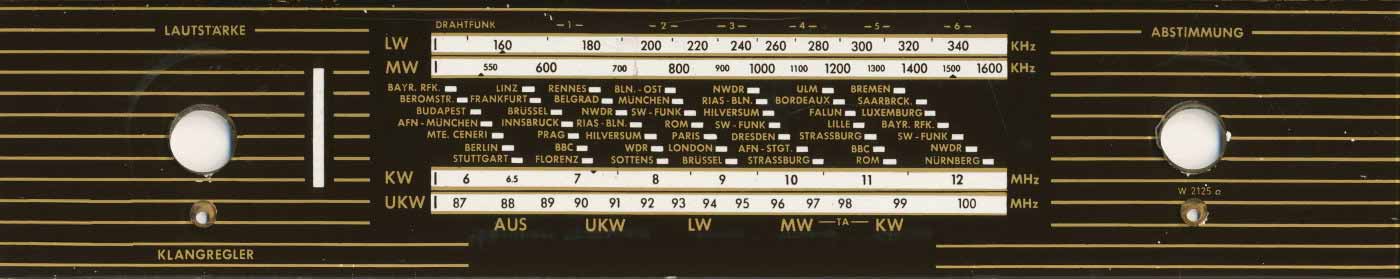 LAUTSTÄRKE
DRAHTFUNK –1– –2– –3– –4– –5– –6–
ABSTIMMUNG
LW 160 180 200 220 240 260 280 300 320 340 KHz
MW 550 600 700 800 900 1000 1100 1200 1300 1400 1500 1600 KHz
BAYR. RFK. LINZ RENNES BLN.-OST NWDR ULM BREMEN
BEROMSTR. FRANKFURT BELGRAD MÜNCHEN RIAS-BLN. BORDEAUX SAARBRCK.
BUDAPEST BRÜSSEL NWDR SW-FUNK HILVERSUM FALUN LUXEMBURG
AFN-MÜNCHEN INNSBRUCK RIAS-BLN. ROM SW-FUNK LILLE BAYR. RFK.
MTE. CENERI PRAG HILVERSUM PARIS DRESDEN STRASSBURG SW-FUNK
BERLIN BBC WDR LONDON AFN-STGT. BBC NWDR
STUTTGART FLORENZ SOTTENS BRÜSSEL STRASSBURG ROM NÜRNBERG
KW 6 6.5 7 8 9 10 11 12 MHz
W 2125 a
UKW 87 88 89 90 91 92 93 94 95 96 97 98 99 100 MHz
AUS UKW LW MW –TA– KW
KLANGREGLER